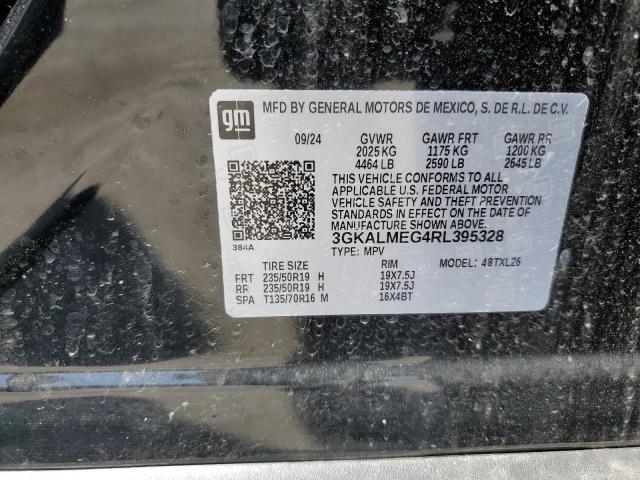 gm
MFD BY GENERAL MOTORS DE MEXICO, S. DE R.L. DE C.V.
09/24 GVWR GAWR FRT GAWR RR
2025 KG 1175 KG 1200 KG
4464 LB 2590 LB 2645 LB
THIS VEHICLE CONFORMS TO ALL
APPLICABLE U.S. FEDERAL MOTOR
VEHICLE SAFETY AND THEFT PREVENTION
STANDARDS IN EFFECT ON THE DATE OF
MANUFACTURE SHOWN ABOVE.
384A
3GKALMEG4RL395328
TYPE: MPV
TIRE SIZE RIM MODEL: 48TXL26
FRT 235/50R19 H 19X7.5J
RR 235/50R19 H 19X7.5J
SPA T135/70R16 M 16X4BT